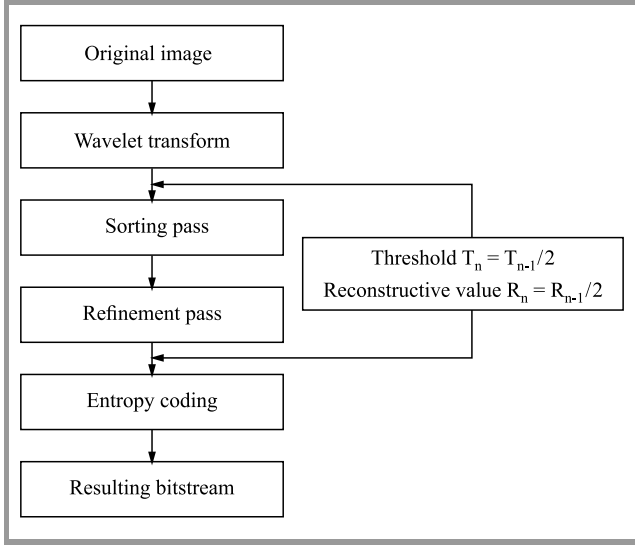 Original image
Wavelet transform
Sorting pass
Threshold Tₙ = Tₙ₋₁/2
Reconstructive value Rₙ = Rₙ₋₁/2
Refinement pass
Entropy coding
Resulting bitstream